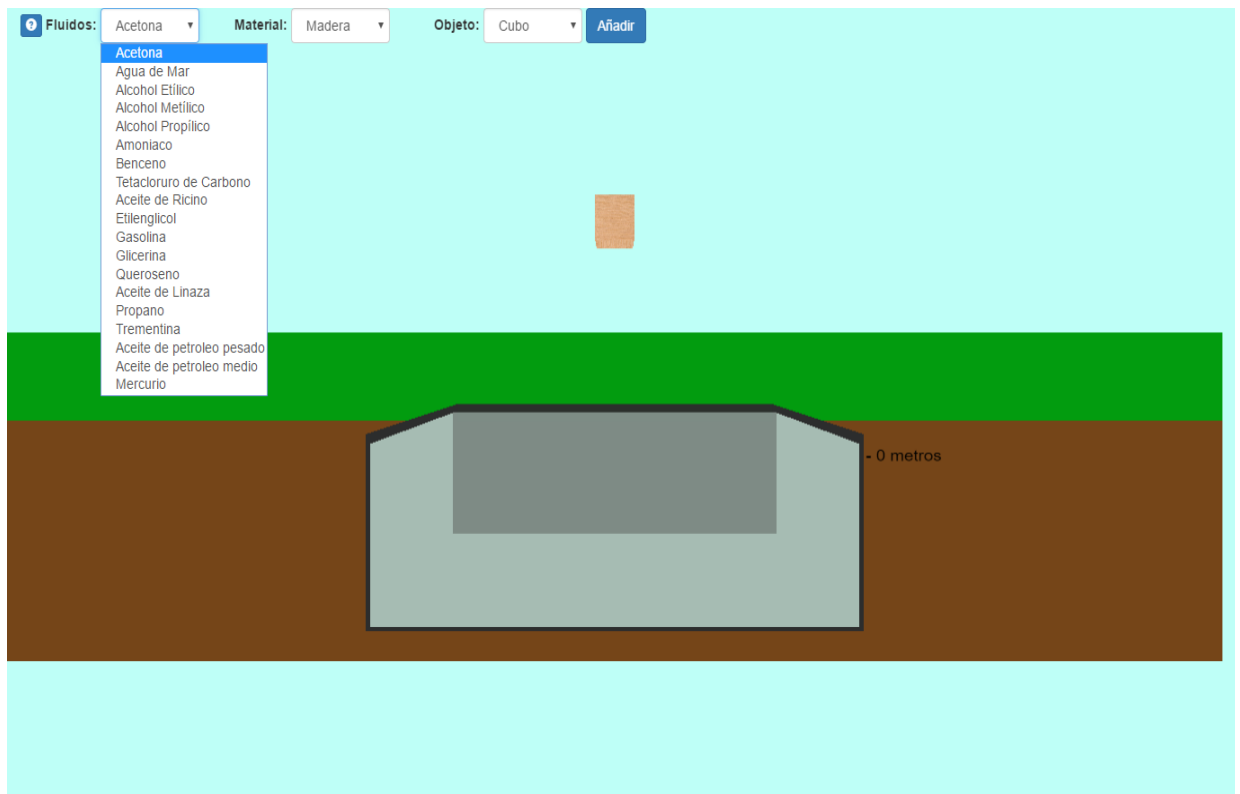 Fluidos: Acetona Material: Madera Objeto: Cubo Añadir
Acetona
Agua de Mar
Alcohol Etílico
Alcohol Metílico
Alcohol Propílico
Amoniaco
Benceno
Tetacloruro de Carbono
Aceite de Ricino
Etilenglicol
Gasolina
Glicerina
Queroseno
Aceite de Linaza
Propano
Trementina
Aceite de petroleo pesado
Aceite de petroleo medio
Mercurio
- 0 metros